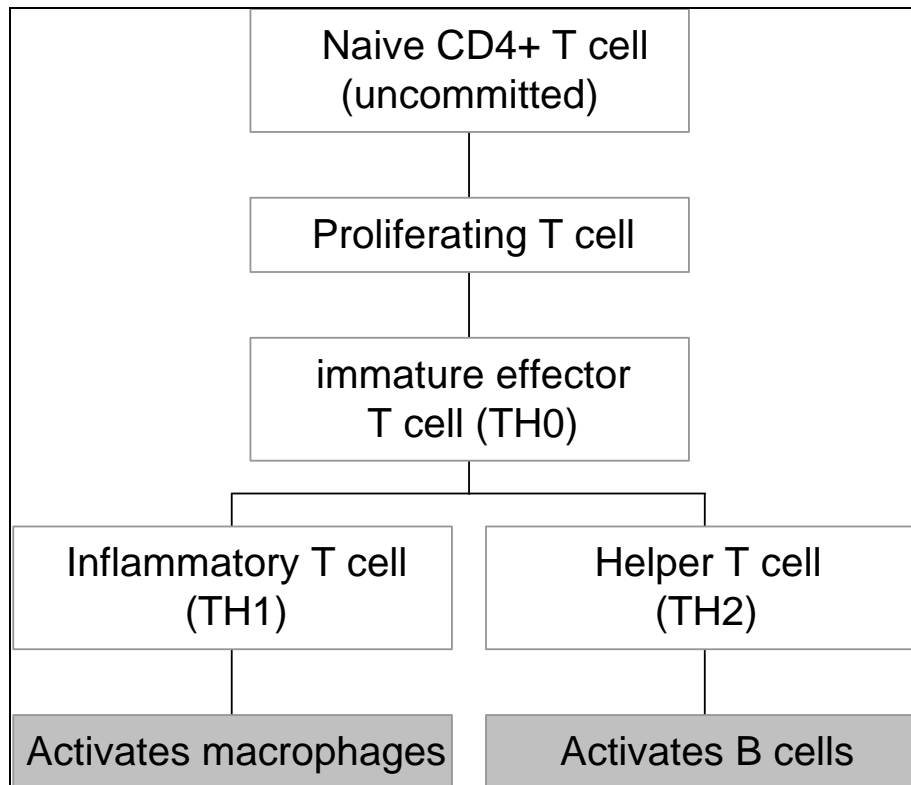 Naive CD4+ T cell
(uncommitted)
Proliferating T cell
immature effector
T cell (TH0)
Inflammatory T cell
(TH1)
Helper T cell
(TH2)
Activates macrophages
Activates B cells